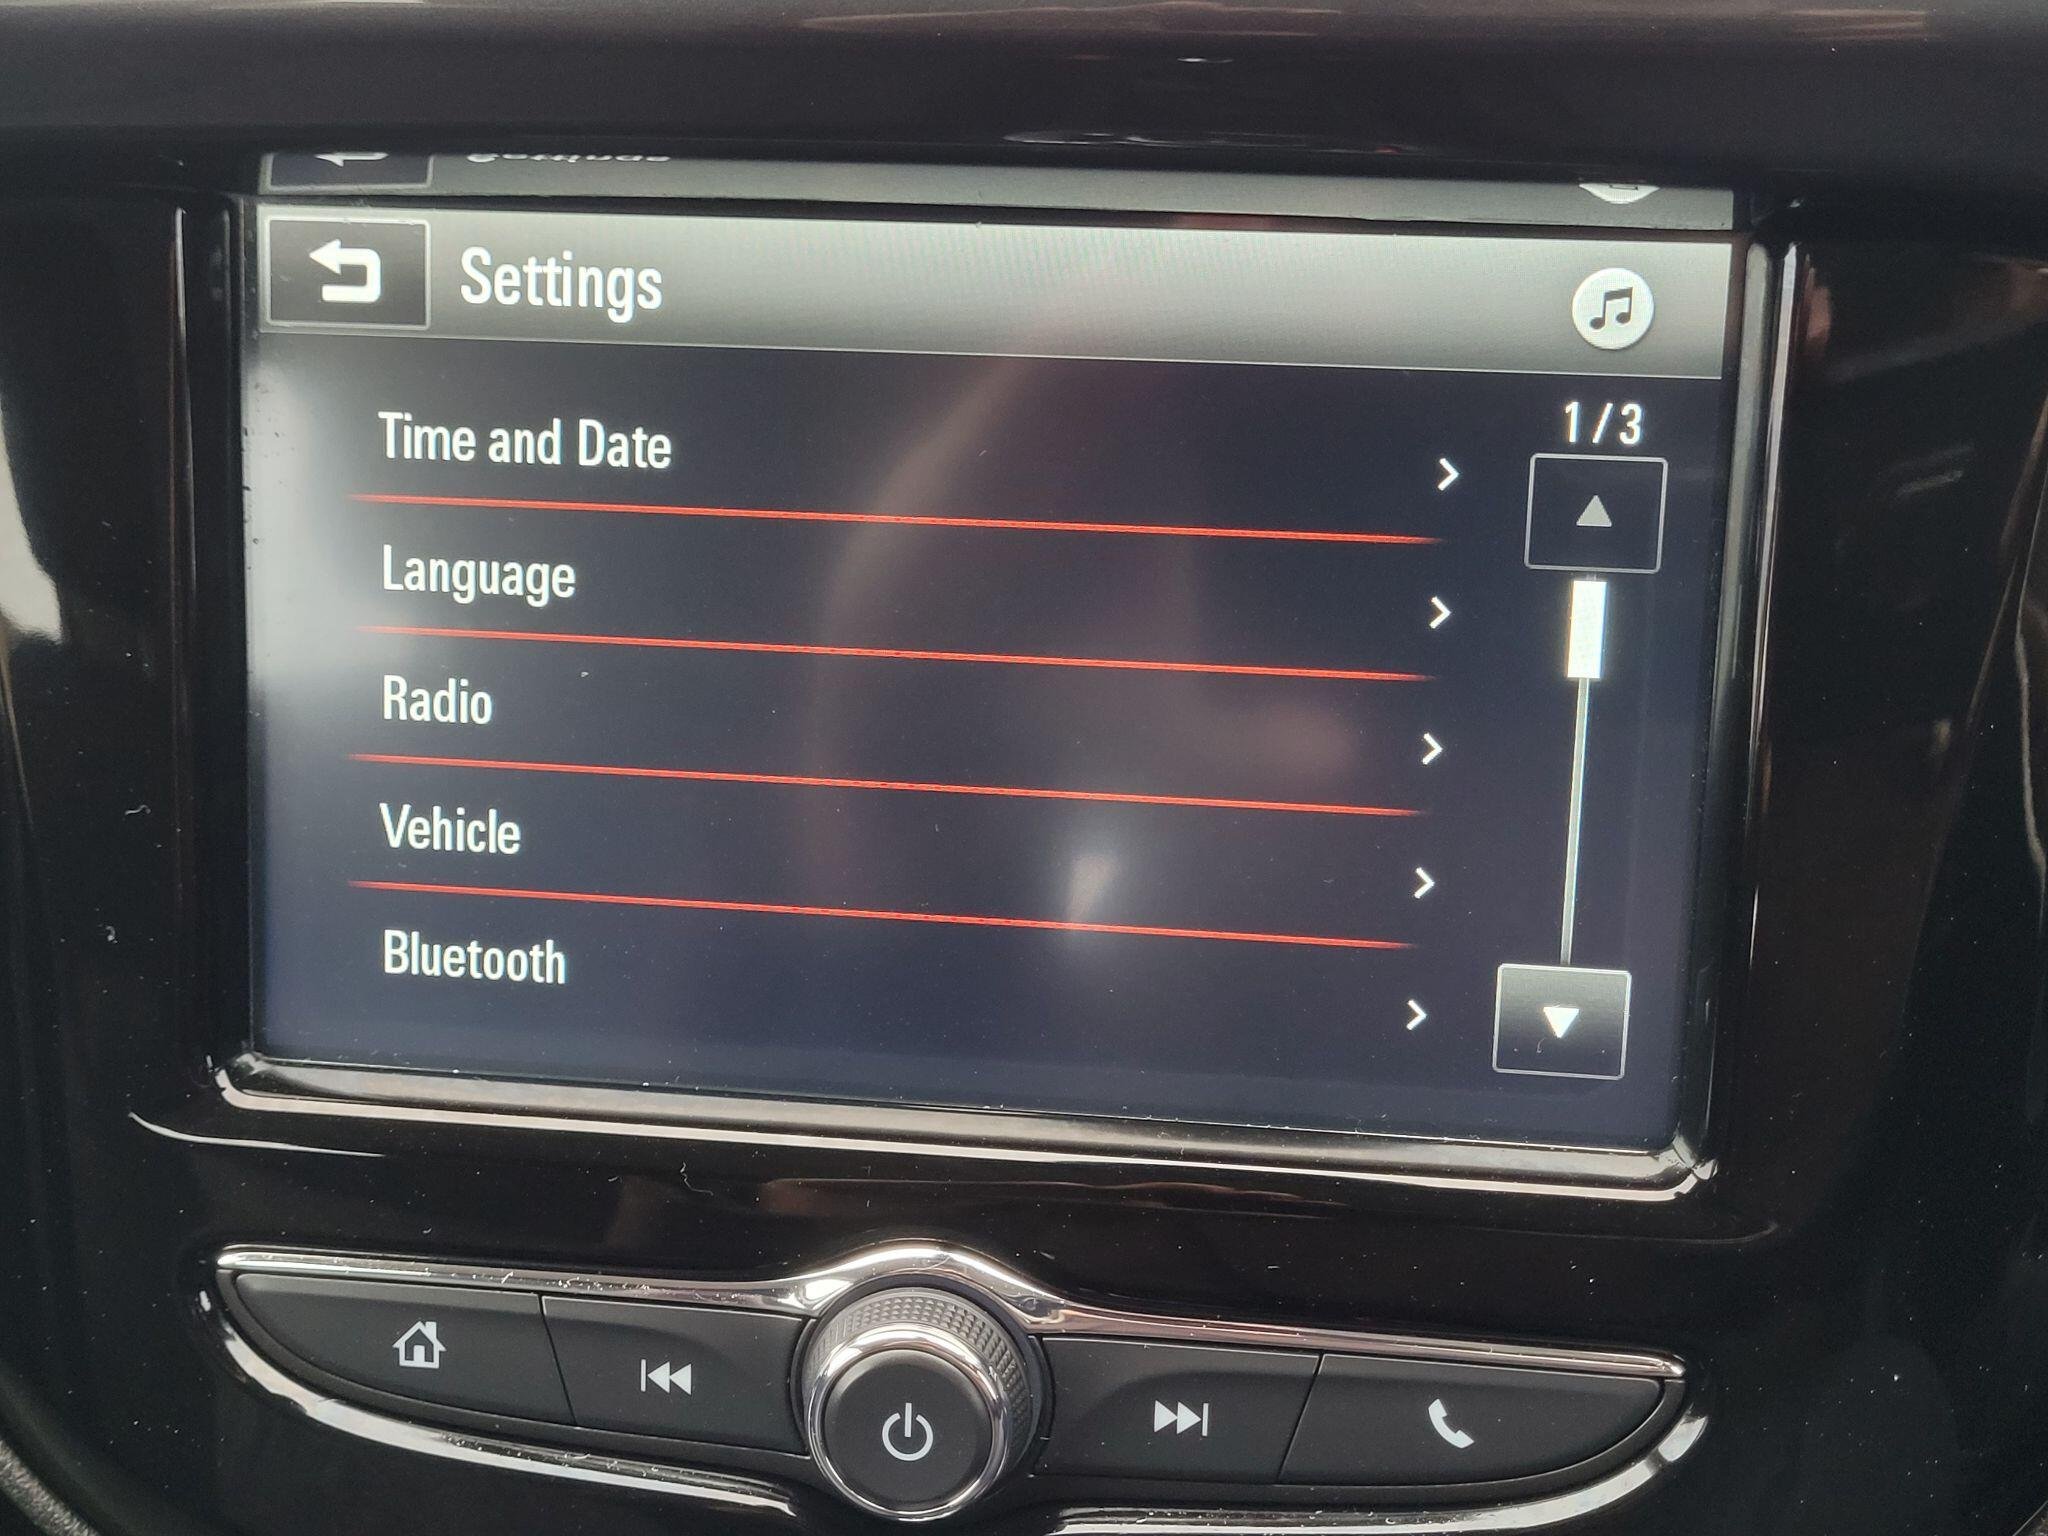 Settings
1/3
Time and Date
Language
Radio
Vehicle
Bluetooth